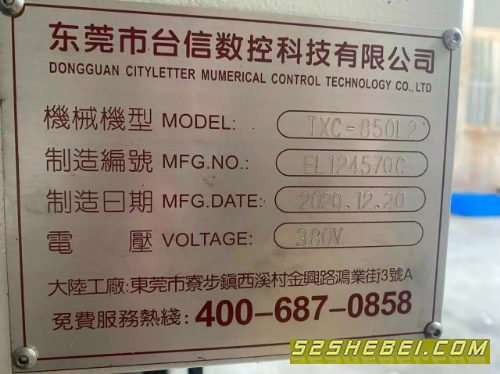 东莞市台信数控科技有限公司
DONGGUAN CITYLETTER MUMERICAL CONTROL TECHNOLOGY CO., LTD
機械機型 MODEL: TXC-850LP
制造編號 MFG.NO.: EL124570C
制造日期 MFG.DATE: 2020.12.20
電壓 VOLTAGE: 380V
大陸工廠:東莞市寮步鎮西溪村金興路鴻業街3號A
免費服務熱綫:400-687-0858
52SHEBEI.COM